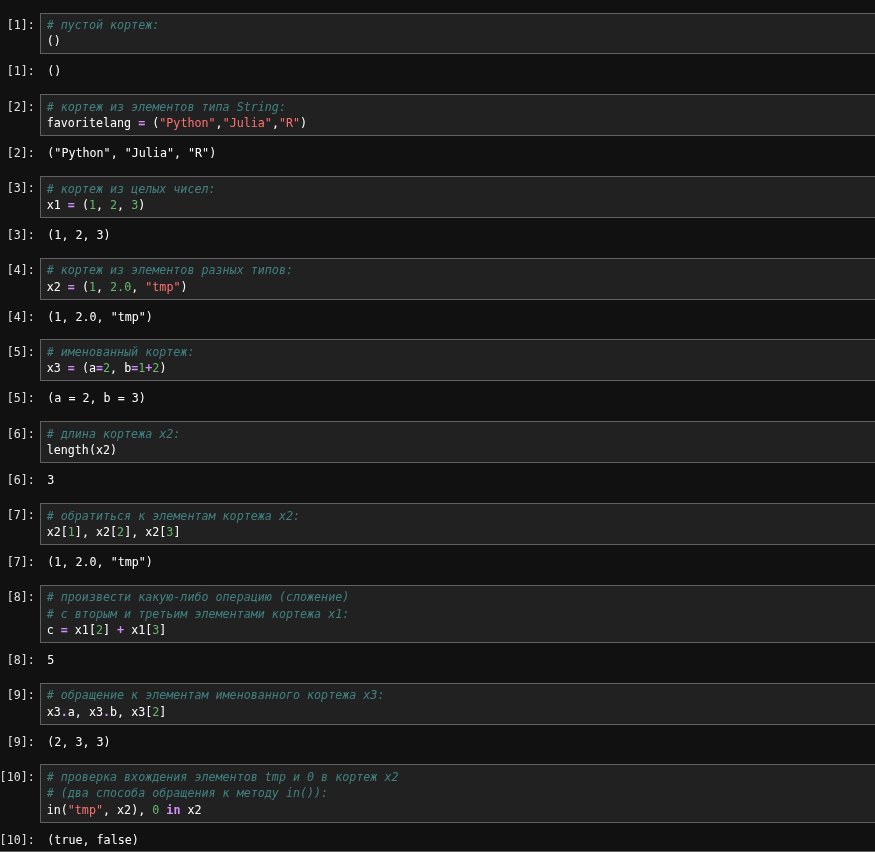 [1]: # пустой кортеж:
()
[1]: ()
[2]: # кортеж из элементов типа String:
favoritelang = ("Python","Julia","R")
[2]: ("Python", "Julia", "R")
[3]: # кортеж из целых чисел:
x1 = (1, 2, 3)
[3]: (1, 2, 3)
[4]: # кортеж из элементов разных типов:
x2 = (1, 2.0, "tmp")
[4]: (1, 2.0, "tmp")
[5]: # именованный кортеж:
x3 = (a=2, b=1+2)
[5]: (a = 2, b = 3)
[6]: # длина кортежа x2:
length(x2)
[6]: 3
[7]: # обратиться к элементам кортежа x2:
x2[1], x2[2], x2[3]
[7]: (1, 2.0, "tmp")
[8]: # произвести какую-либо операцию (сложение)
# с вторым и третьим элементами кортежа x1:
c = x1[2] + x1[3]
[8]: 5
[9]: # обращение к элементам именованного кортежа x3:
x3.a, x3.b, x3[2]
[9]: (2, 3, 3)
[10]: # проверка вхождения элементов tmp и 0 в кортеж x2
# (два способа обращения к методу in()):
in("tmp", x2), 0 in x2
[10]: (true, false)